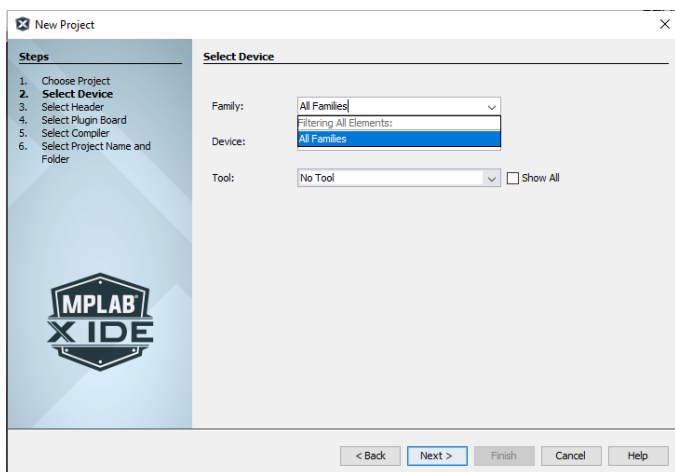 New Project
Steps
1. Choose Project
2. Select Device
3. Select Header
4. Select Plugin Board
5. Select Compiler
6. Select Project Name and
Folder
MPLAB
X IDE
Select Device
Family: All Families
Filtering All Elements:
All Families
Device:
Tool: No Tool Show All
< Back Next > Finish Cancel Help